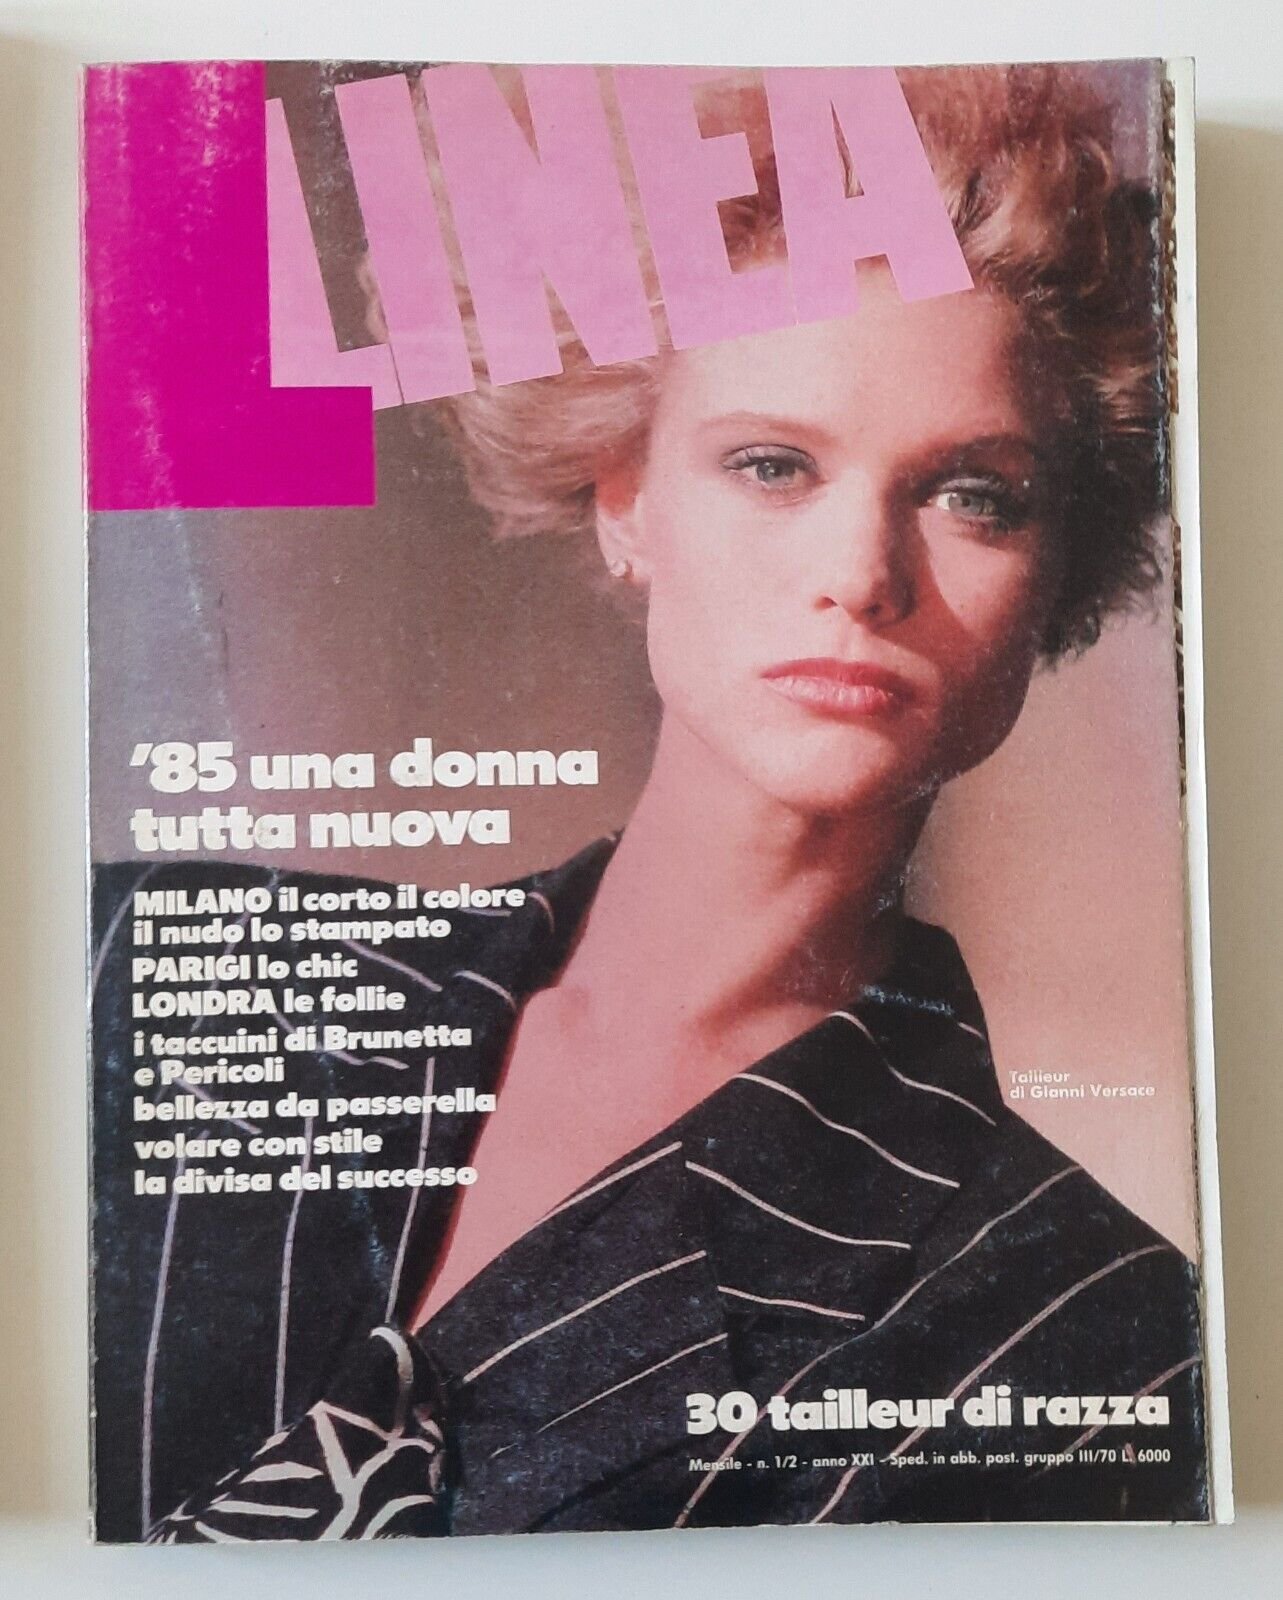 L LINEA
'85 una donna
tutta nuova
MILANO il corto il colore
il nudo lo stampato
PARIGI lo chic
LONDRA le follie
i taccuini di Brunetta
e Pericoli
bellezza da passerella
volare con stile
la divisa del successo
Tailleur
di Gianni Versace
30 tailleur di razza
Mensile - n. 1/2 - anno XXI - Sped. in abb. post. gruppo III/70 L. 6000